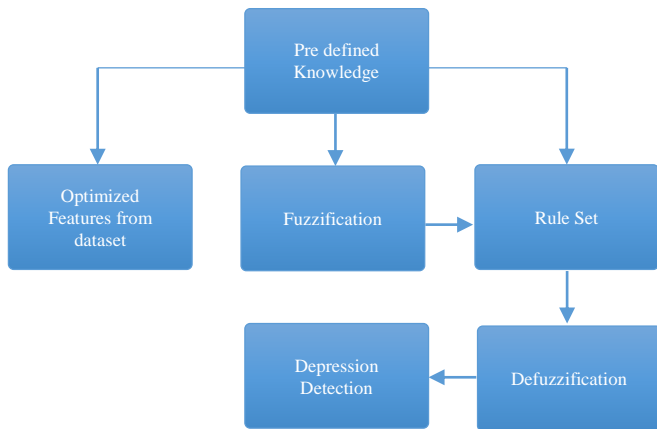 Pre defined
Knowledge
Optimized
Features from
dataset
Fuzzification
Rule Set
Depression
Detection
Defuzzification